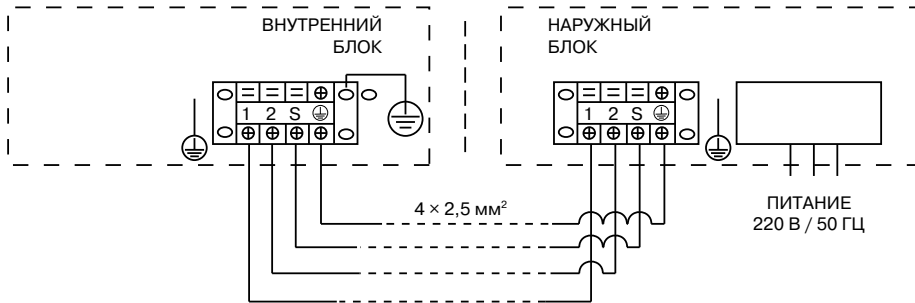 ВНУТРЕННИЙ
БЛОК
НАРУЖНЫЙ
БЛОК
1 2 S
1 2 S
4 × 2,5 мм²
ПИТАНИЕ
220 В / 50 ГЦ